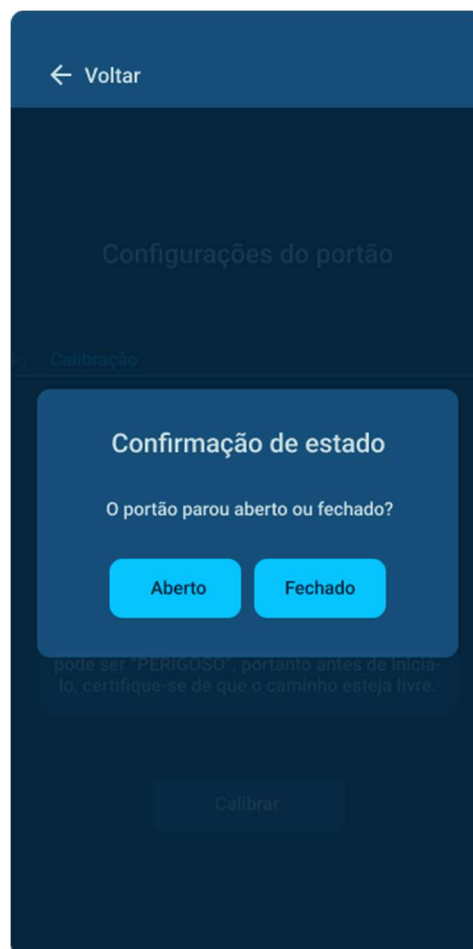 Voltar
Configurações do portão
Calibração
Confirmação de estado
O portão parou aberto ou fechado?
Aberto Fechado
pode ser "PERIGOSO", portanto antes de iniciá-
lo, certifique-se de que o caminho esteja livre.
Calibrar